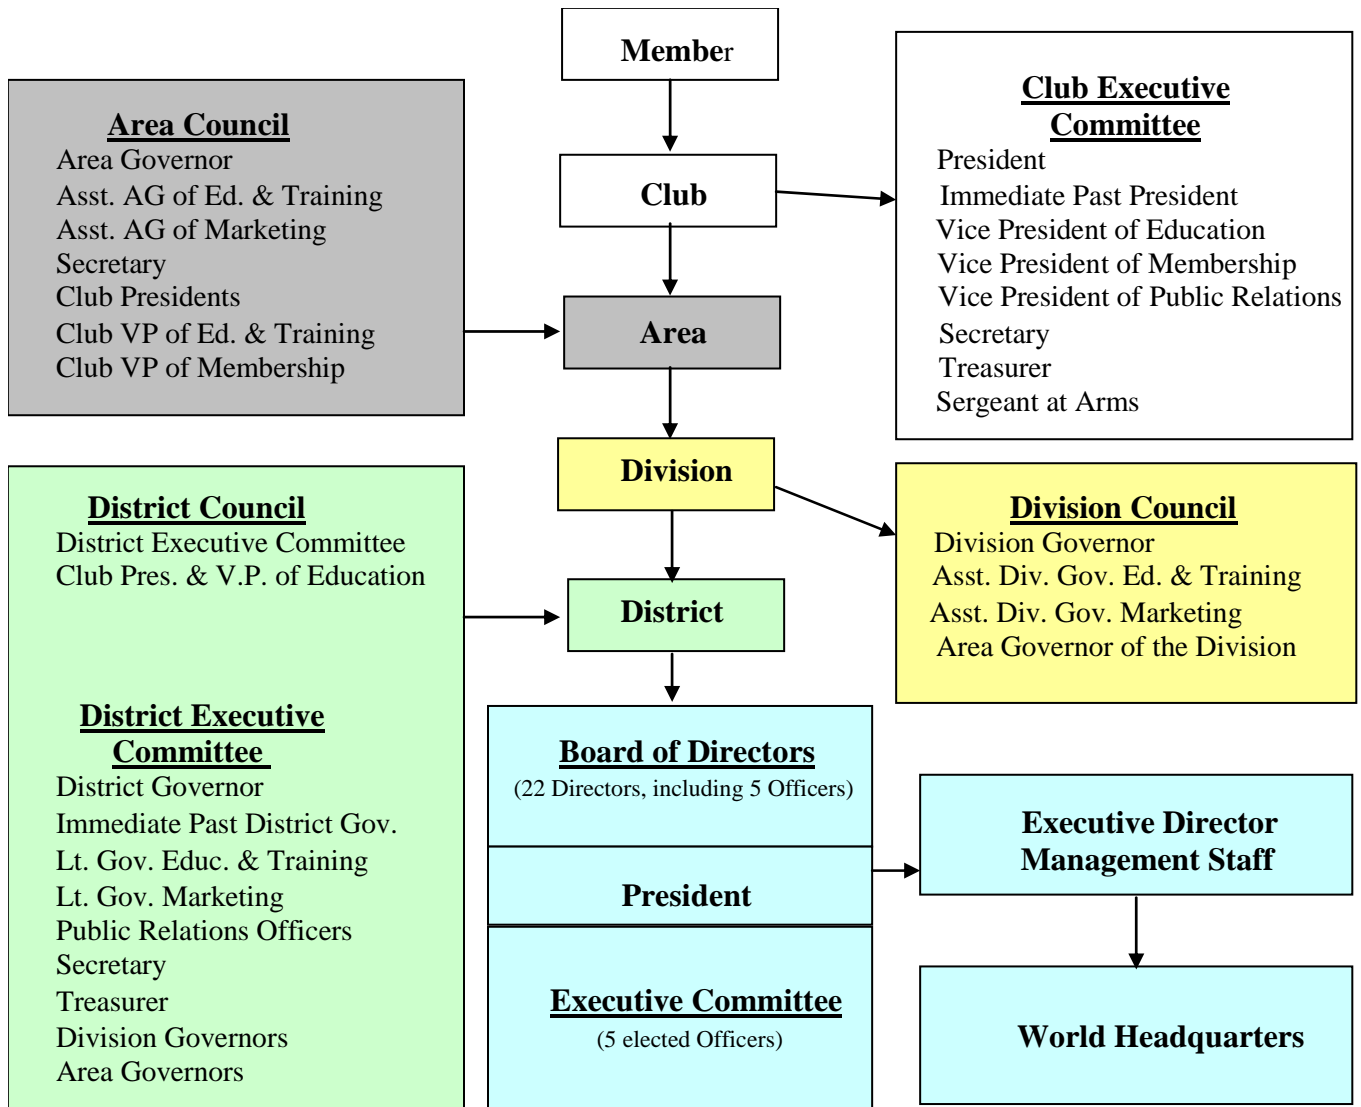 Member
Club Executive
Committee
President
Immediate Past President
Vice President of Education
Vice President of Membership
Vice President of Public Relations
Secretary
Treasurer
Sergeant at Arms
Area Council
Area Governor
Asst. AG of Ed. & Training
Asst. AG of Marketing
Secretary
Club Presidents
Club VP of Ed. & Training
Club VP of Membership
Club
Area
Division
District
District Council
District Executive Committee
Club Pres. & V.P. of Education
District Executive
Committee
District Governor
Immediate Past District Gov.
Lt. Gov. Educ. & Training
Lt. Gov. Marketing
Public Relations Officers
Secretary
Treasurer
Division Governors
Area Governors
Division Council
Division Governor
Asst. Div. Gov. Ed. & Training
Asst. Div. Gov. Marketing
Area Governor of the Division
Board of Directors
(22 Directors, including 5 Officers)
President
Executive Committee
(5 elected Officers)
Executive Director
Management Staff
World Headquarters